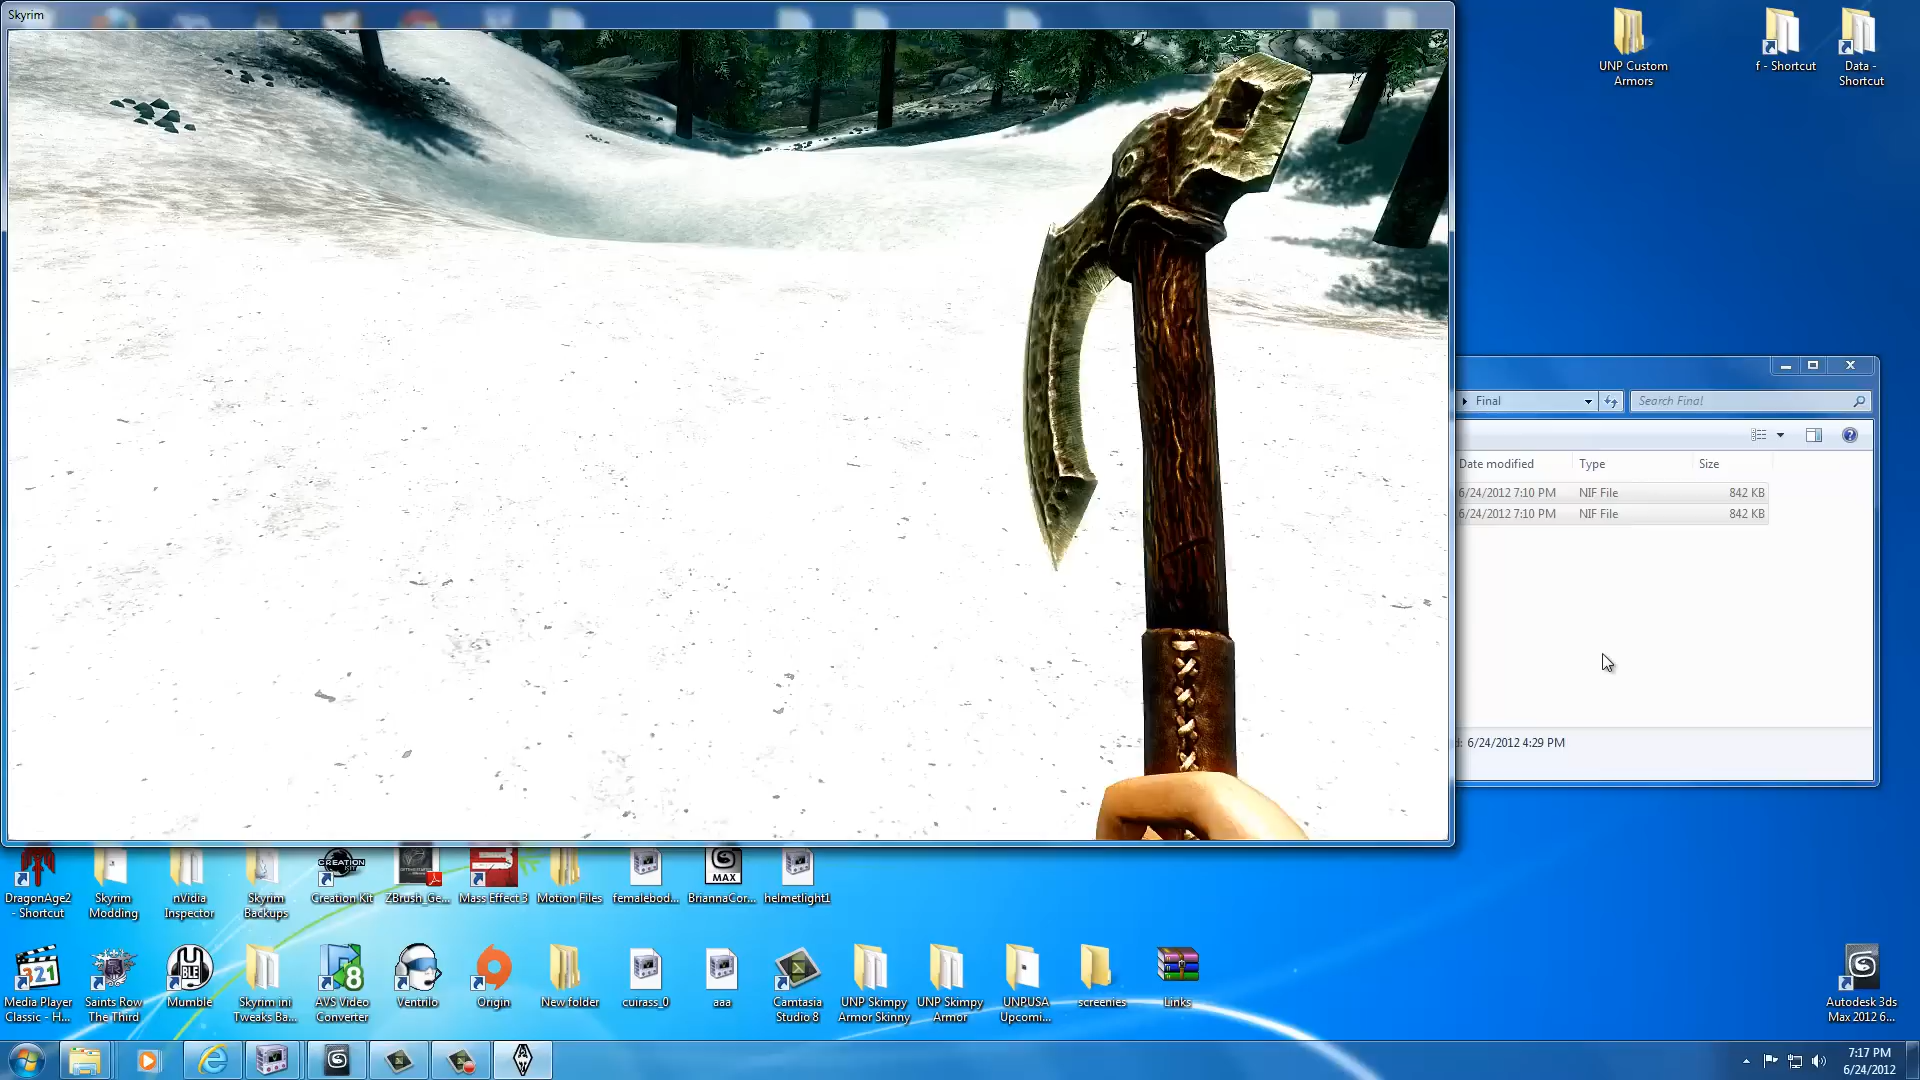 Skyrim
UNP Custom
Armors
f - Shortcut
Data -
Shortcut
Final
Search Final
Date modified
Type
Size
6/24/2012 7:10 PM
NIF File
842 KB
6/24/2012 7:10 PM
NIF File
842 KB
6/24/2012 4:29 PM
DragonAge2
- Shortcut
Skyrim
Modding
nVidia
Inspector
Skyrim
Backups
CREATION
Creation Kit
ZBrush_Ge...
Mass Effect 3
Motion Files
femalebod...
MAX
BriannaCor...
helmetlight1
321
Media Player
Classic - H...
Saints Row
The Third
BLE
Mumble
Skyrim ini
Tweaks Ba...
8
AVS Video
Converter
Ventrilo
Origin
New folder
cuirass_0
aaa
Camtasia
Studio 8
UNP Skimpy
Armor Skinny
UNP Skimpy
Armor
UNPUSA
Upcomi...
screenies
Links
Autodesk 3ds
Max 2012 6...
7:17 PM
6/24/2012